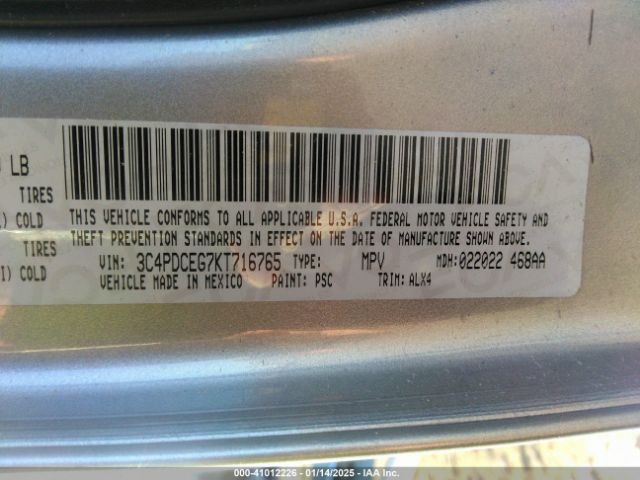 LB
TIRES
COLD
TIRES
COLD
THIS VEHICLE CONFORMS TO ALL APPLICABLE U.S.A. FEDERAL MOTOR VEHICLE SAFETY AND
THEFT PREVENTION STANDARDS IN EFFECT ON THE DATE OF MANUFACTURE SHOWN ABOVE.
VIN: 3C4PDCEG7KT716765 TYPE: MPV MDH: 022022 468AA
VEHICLE MADE IN MEXICO PAINT: PSC TRIM: ALX4
000-41012226 - 01/14/2025 - IAA Inc.